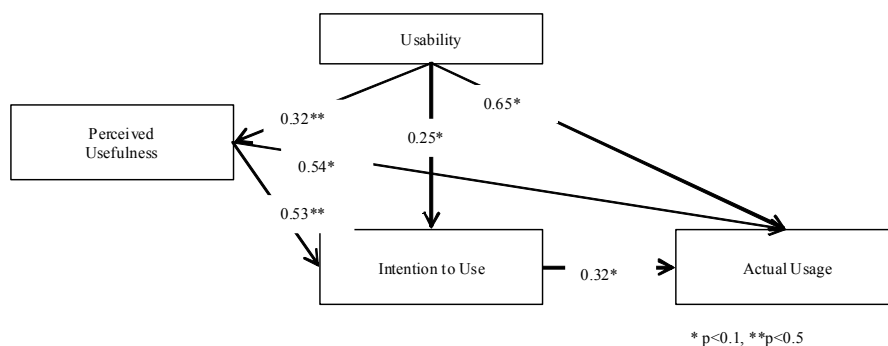 Usability
0.65*
0.32**
Perceived
Usefulness
0.25*
0.54*
0.53**
Intention to Use
0.32*
Actual Usage
* p<0.1, **p<0.5